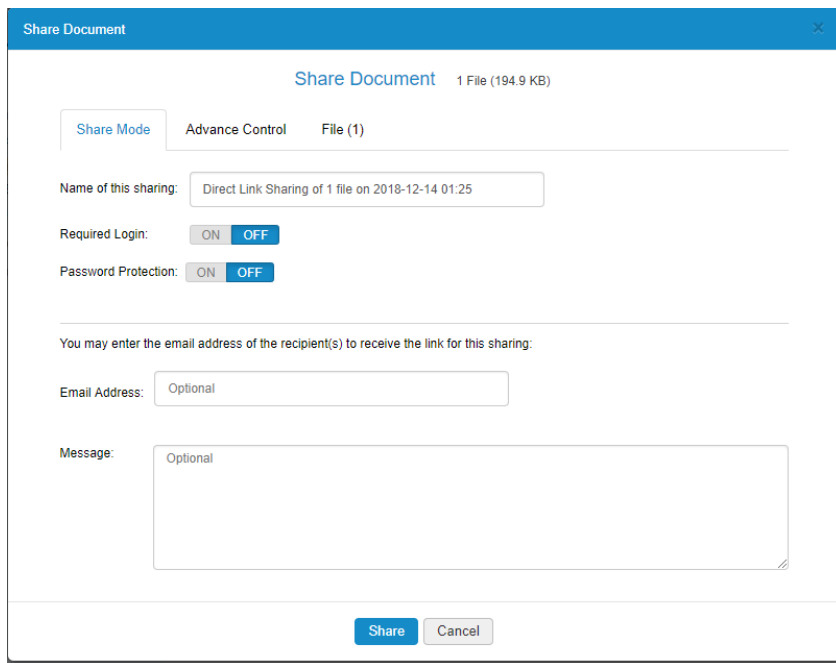 Share Document ×
Share Document 1 File (194.9 KB)
Share Mode Advance Control File (1)
Name of this sharing: Direct Link Sharing of 1 file on 2018-12-14 01:25
Required Login: ON OFF
Password Protection: ON OFF
You may enter the email address of the recipient(s) to receive the link for this sharing:
Email Address: Optional
Message: Optional
Share Cancel